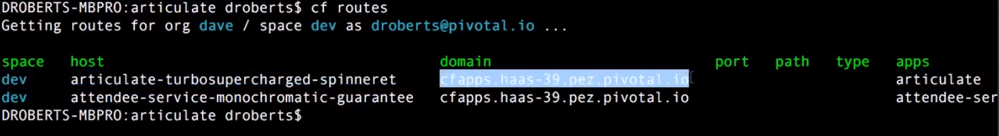 DROBERTS-MBPRO:articulate droberts$ cf routes
Getting routes for org dave / space dev as droberts@pivotal.io ...
space host domain port path type apps
dev articulate-turbosupercharged-spinneret cfapps.haas-39.pez.pivotal.io articulate
dev attendee-service-monochromatic-guarantee cfapps.haas-39.pez.pivotal.io attendee-ser
DROBERTS-MBPRO:articulate droberts$